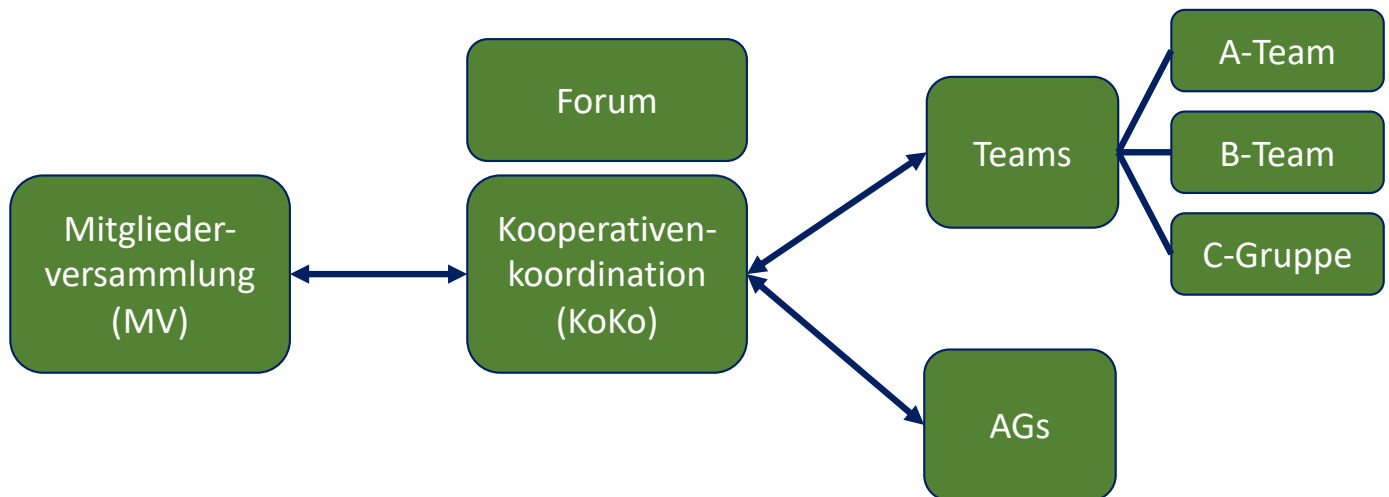 Forum
Mitglieder-
versammlung
(MV)
Kooperativen-
koordination
(KoKo)
Teams
A-Team
B-Team
C-Gruppe
AGs